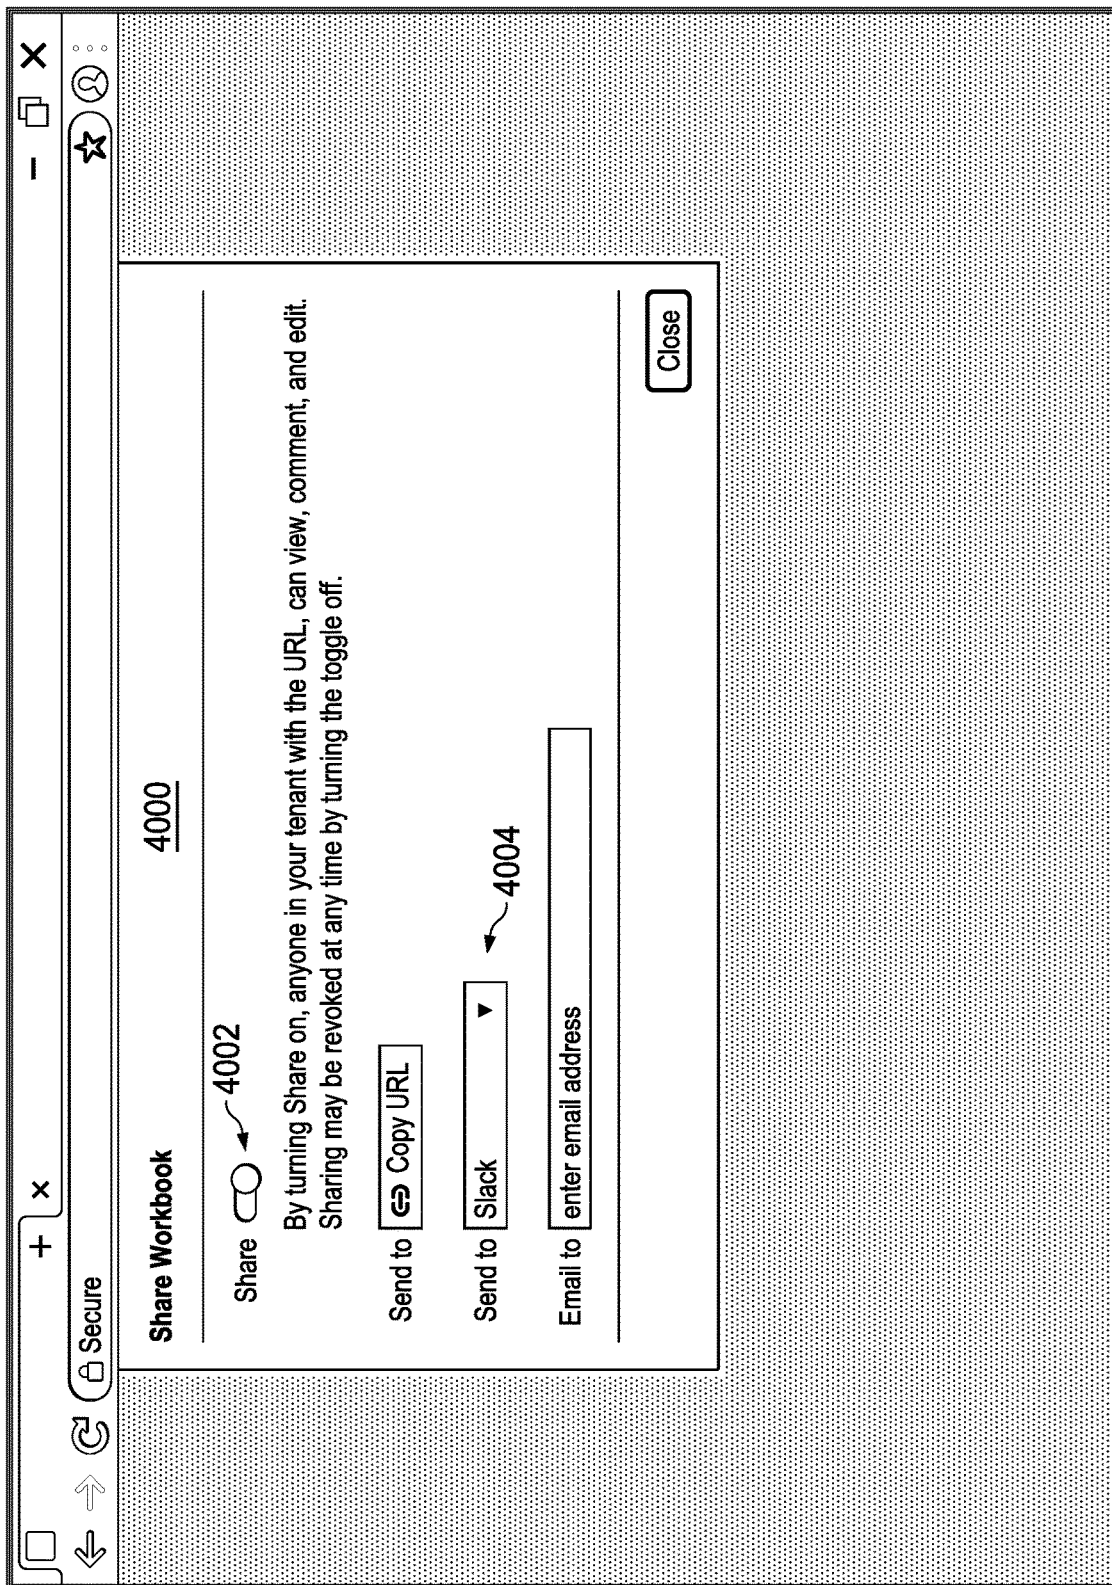 Secure
Share Workbook
4000
Share
4002
By turning Share on, anyone in your tenant with the URL, can view, comment, and edit.
Sharing may be revoked at any time by turning the toggle off.
Send to Copy URL
Send to Slack
4004
Email to enter email address
Close